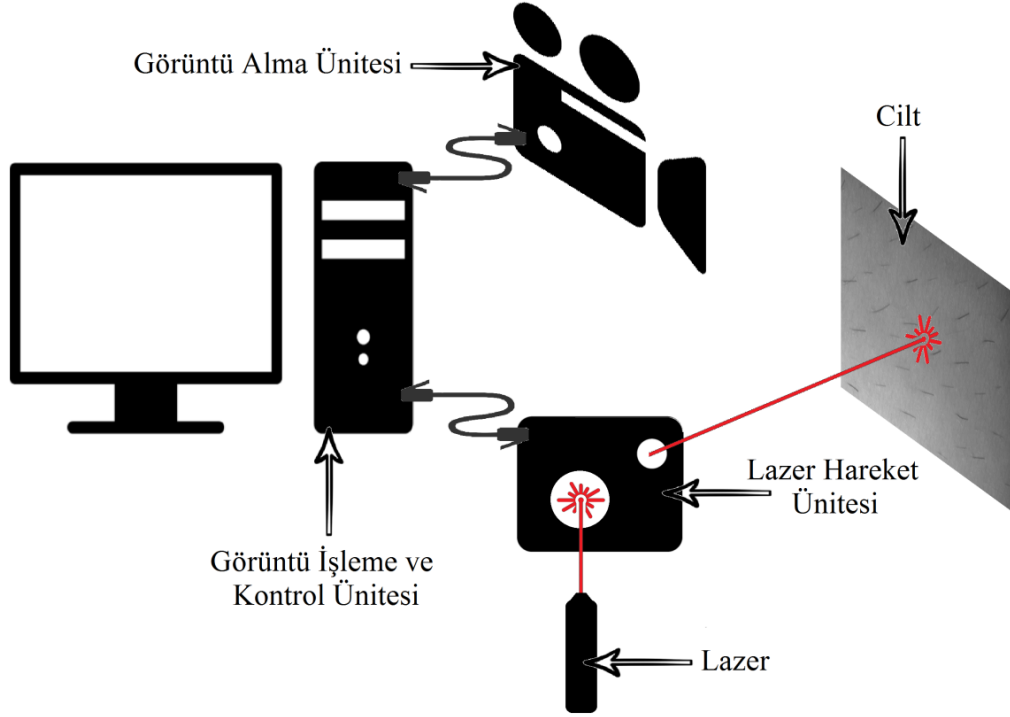 Görüntü Alma Ünitesi
Cilt
Lazer Hareket
Ünitesi
Görüntü İşleme ve
Kontrol Ünitesi
Lazer